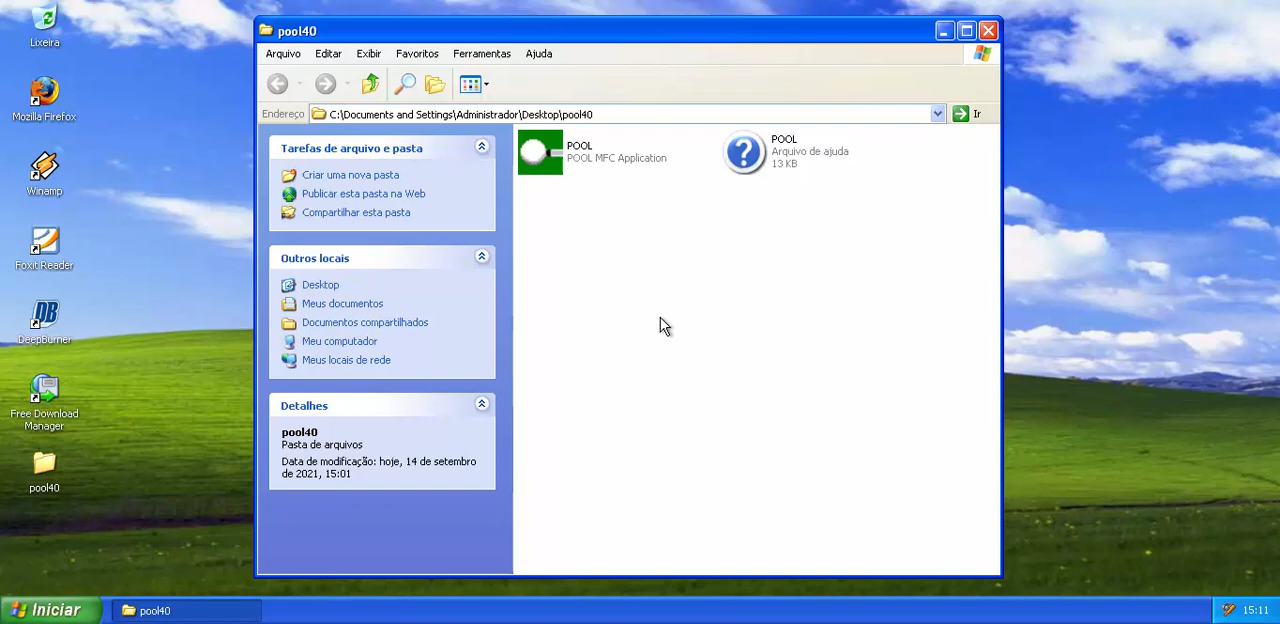 Lixeira
Mozilla Firefox
Winamp
Foxit Reader
DeepBurner
Free Download
Manager
pool40
pool40
Arquivo Editar Exibir Favoritos Ferramentas Ajuda
Endereço C:\Documents and Settings\Administrador\Desktop\pool40 Ir
Tarefas de arquivo e pasta
Criar uma nova pasta
Publicar esta pasta na Web
Compartilhar esta pasta
Outros locais
Desktop
Meus documentos
Documentos compartilhados
Meu computador
Meus locais de rede
Detalhes
pool40
Pasta de arquivos
Data de modificação: hoje, 14 de setembro
de 2021, 15:01
POOL
POOL MFC Application
POOL
Arquivo de ajuda
13 KB
Iniciar pool40 15:11